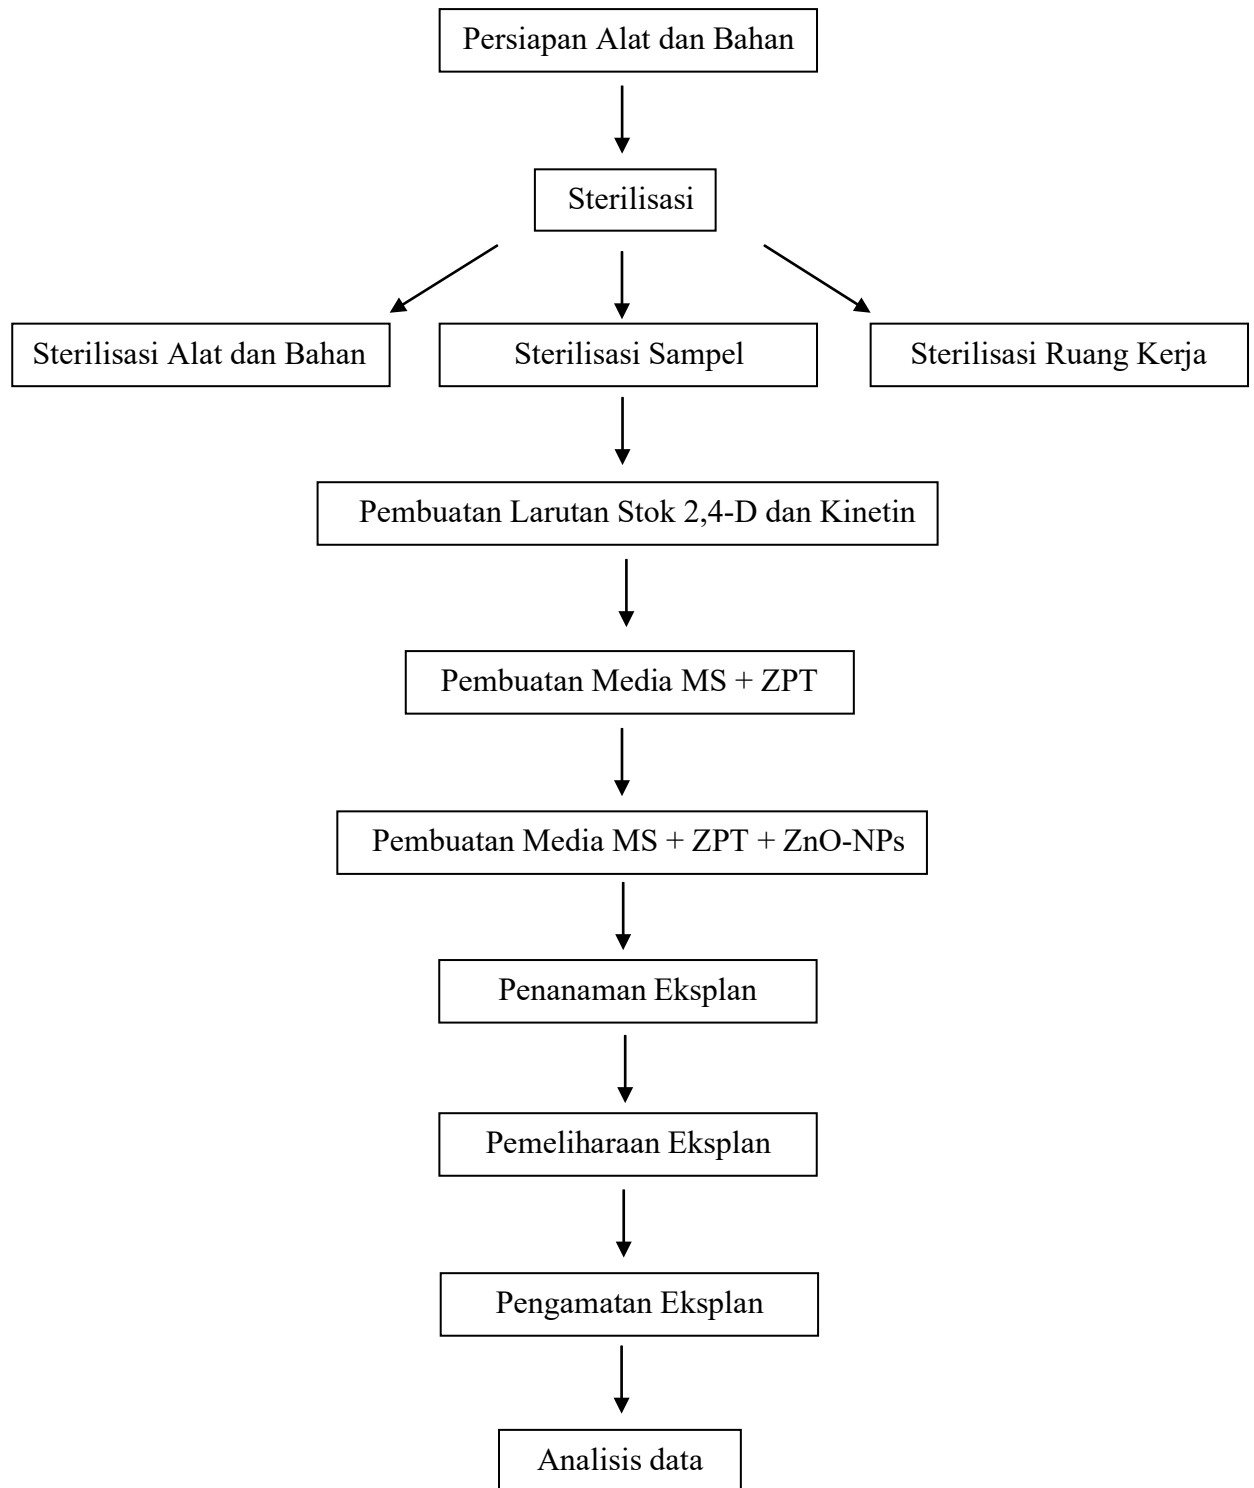 Persiapan Alat dan Bahan
Sterilisasi
Sterilisasi Alat dan Bahan
Sterilisasi Sampel
Sterilisasi Ruang Kerja
Pembuatan Larutan Stok 2,4-D dan Kinetin
Pembuatan Media MS + ZPT
Pembuatan Media MS + ZPT + ZnO-NPs
Penanaman Eksplan
Pemeliharaan Eksplan
Pengamatan Eksplan
Analisis data